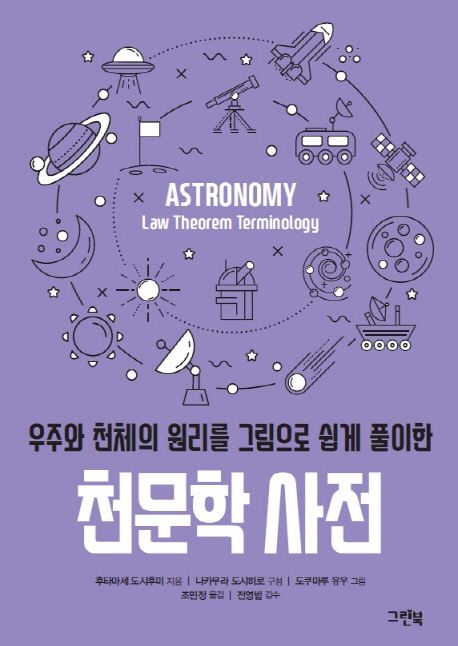 ASTRONOMY
Law Theorem Terminology
우주와 천체의 원리를 그림으로 쉽게 풀이한
천문학 사전
후타마세 도시후미 지음 | 나카무라 도시히로 구성 | 도쿠마루 유우 그림
조민정 옮김 | 전영범 감수
그린북